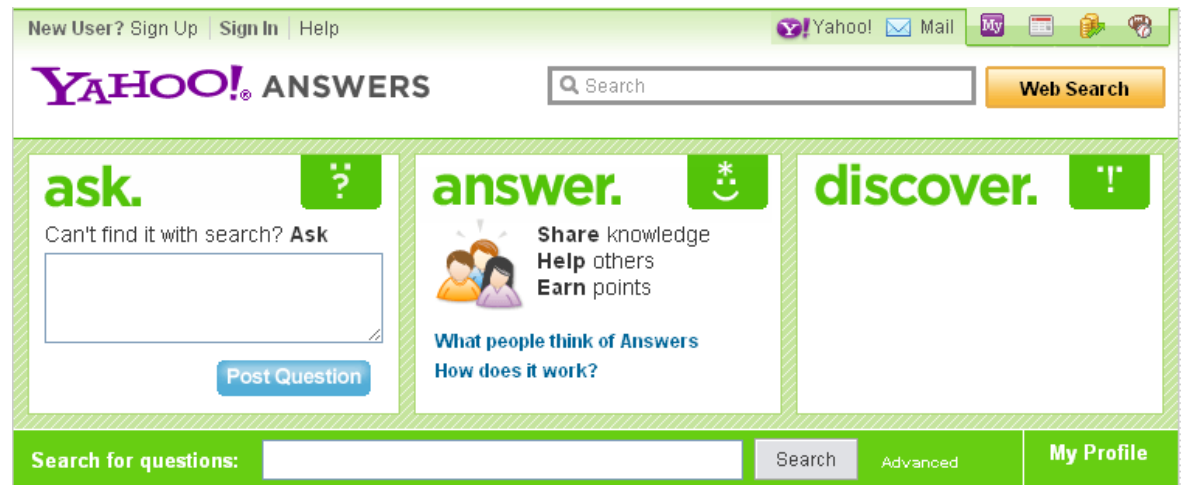 New User? Sign Up Sign In Help
Y! Yahoo! Mail My
YAHOO!® ANSWERS
Search
Web Search
ask.
?
Can't find it with search? Ask
Post Question
answer.
Share knowledge
Help others
Earn points
What people think of Answers
How does it work?
discover.
"!"
Search for questions:
Search
Advanced
My Profile